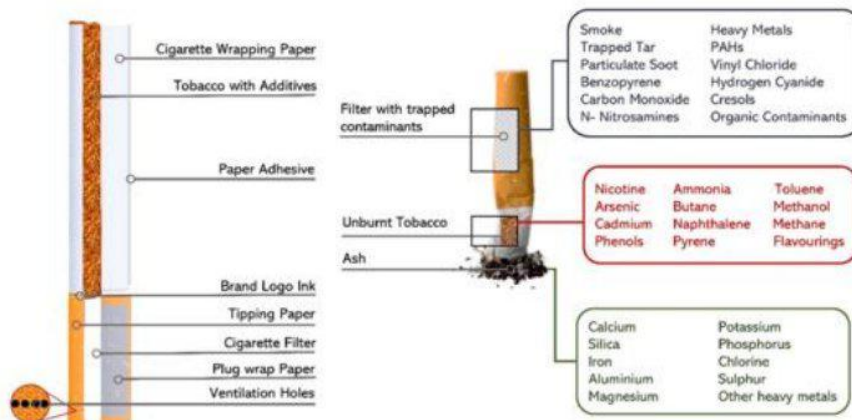 Cigarette Wrapping Paper
Tobacco with Additives
Paper Adhesive
Brand Logo Ink
Tipping Paper
Cigarette Filter
Plug wrap Paper
Ventilation Holes
Filter with trapped
contaminants
Unburnt Tobacco
Ash
Smoke Heavy Metals
Trapped Tar PAHs
Particulate Soot Vinyl Chloride
Benzopyrene Hydrogen Cyanide
Carbon Monoxide Cresols
N- Nitrosamines Organic Contaminants
Nicotine Ammonia Toluene
Arsenic Butane Methanol
Cadmium Naphthalene Methane
Phenols Pyrene Flavourings
Calcium Potassium
Silica Phosphorus
Iron Chlorine
Aluminium Sulphur
Magnesium Other heavy metals